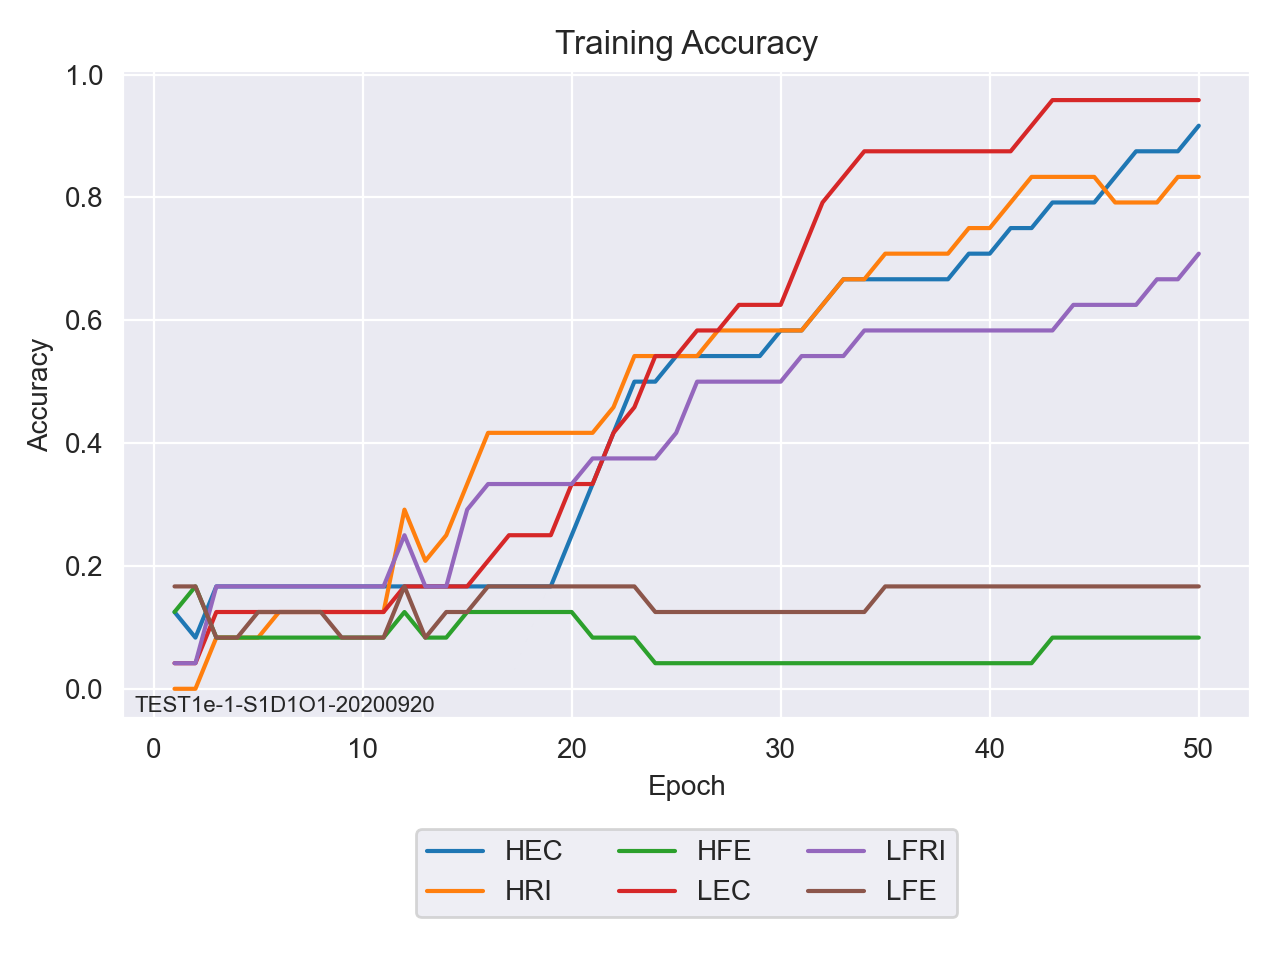 Training Accuracy
1.0
0.8
0.6
0.4
0.2
0.0
Accuracy
TEST1e-1-S1D1O1-20200920
0 10 20 30 40 50
Epoch
HEC HFE LFRI
HRI LEC LFE